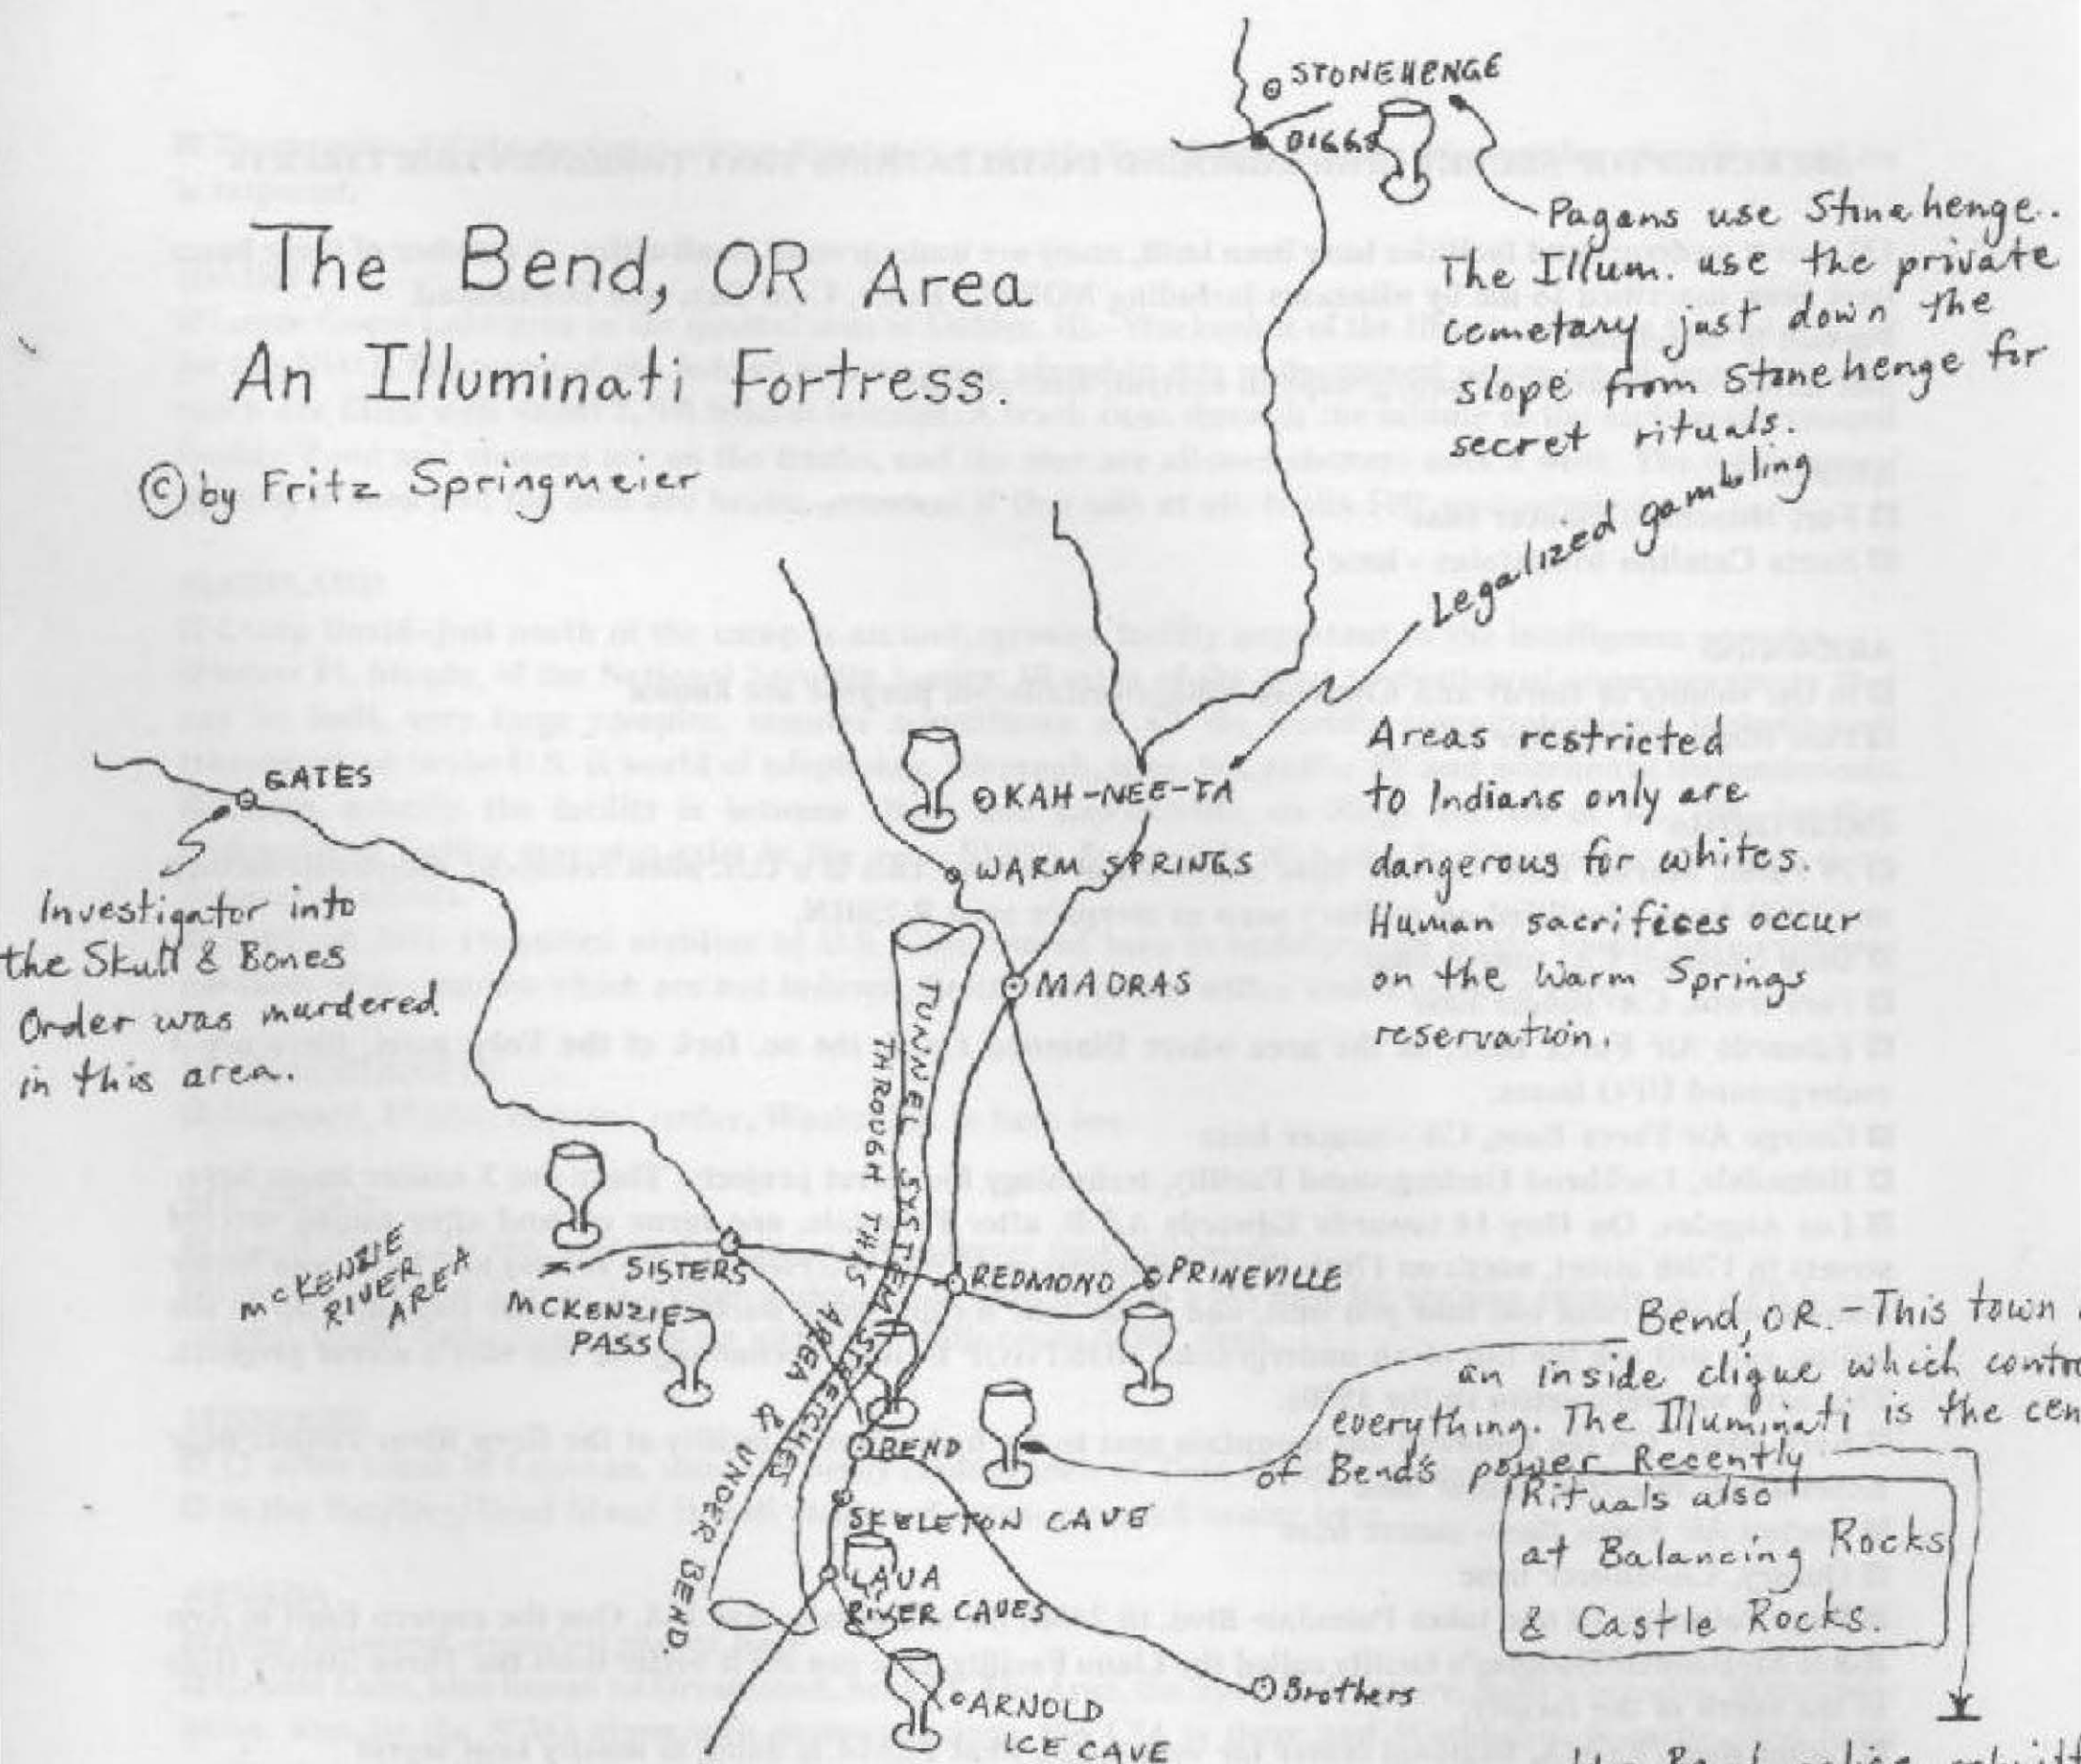 STONEHENGE
BIGGS
The Bend, OR Area
An Illuminati Fortress.
© by Fritz Springmeier
Pagans use Stonehenge.
The Illum. use the private
cemetary just down the
slope from Stonehenge for
secret rituals.
Legalized gambling
GATES
KAH-NEE-TA
WARM SPRINGS
MADRAS
Areas restricted
to Indians only are
dangerous for whites.
Human sacrifices occur
on the Warm Springs
reservation.
Investigator into
the Skull & Bones
Order was murdered
in this area.
TUNNEL SYSTEM STRETCHES
THROUGH THIS AREA & UNDER BEND.
MCKENZIE
RIVER
AREA
SISTERS
MCKENZIE
PASS
REDMOND
PRINEVILLE
Bend, OR. - This town
an inside clique which
everything. The Illuminati is the
of Bend's power Recently
Rituals also
at Balancing Rocks
& Castle Rocks.
BEND
SKELETON CAVE
LAVA
RIVER CAVES
Brothers
ARNOLD
ICE CAVE